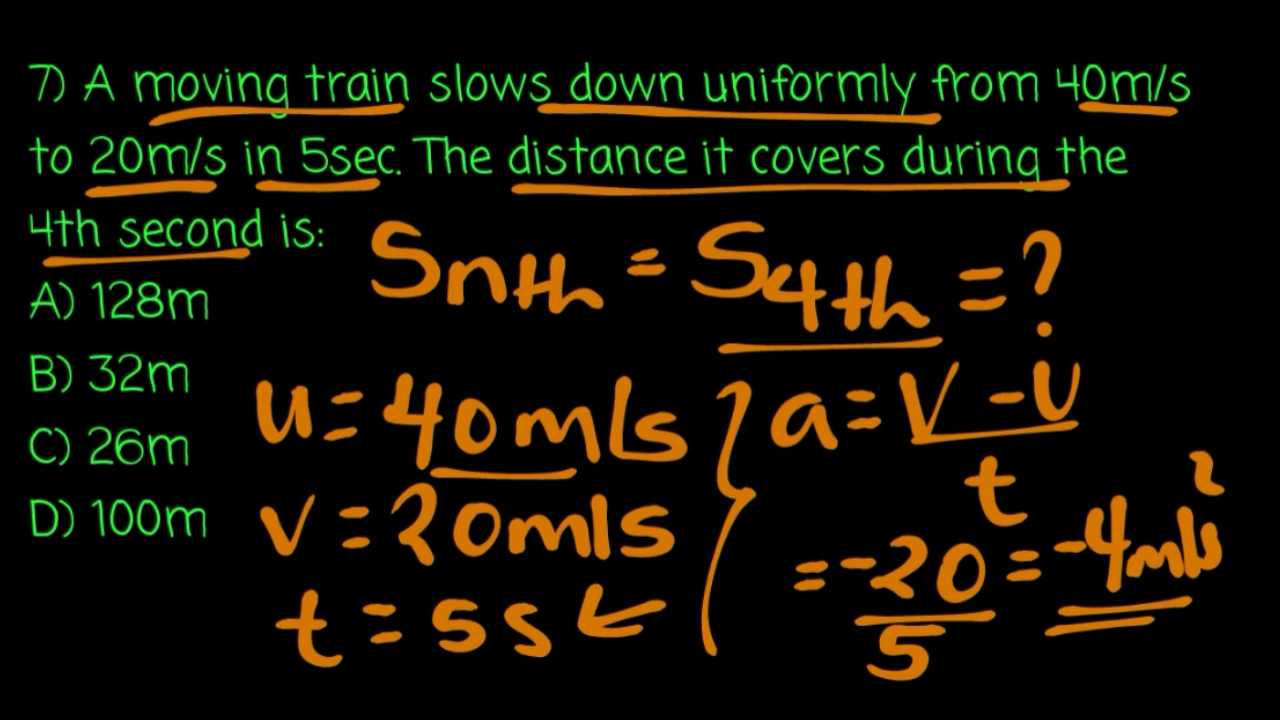 7) A moving train slows down uniformly from 40m/s
to 20m/s in 5sec. The distance it covers during the
4th second is:
Snth = S4th = ?
A) 128m
B) 32m
C) 26m
D) 100m
u = 40m/s
v = 20m/s
t = 5s
a = V - U
t
= -20 = -4m/s²
5